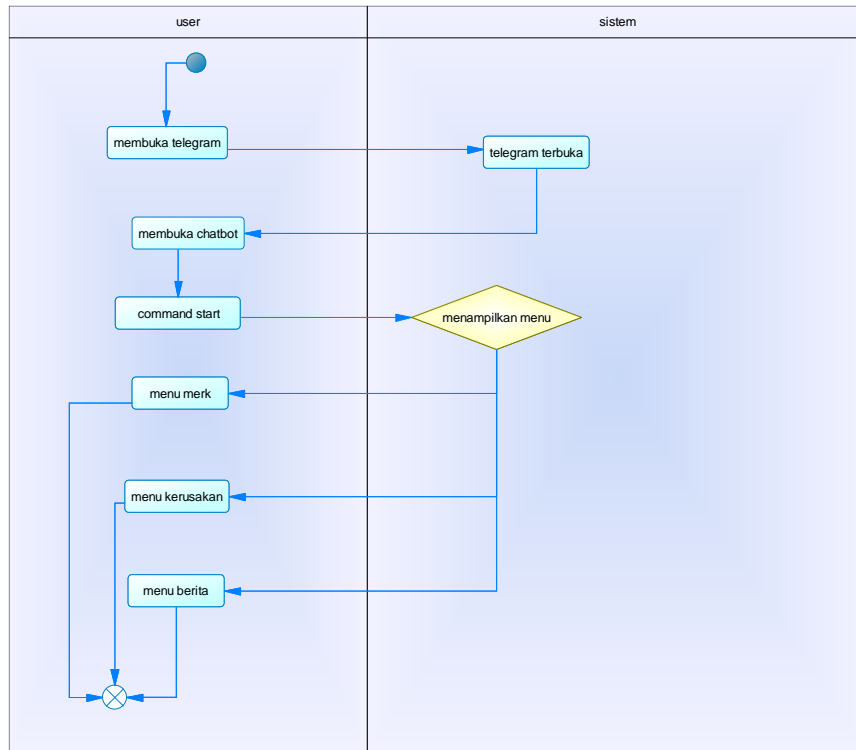 user
sistem
membuka telegram
telegram terbuka
membuka chatbot
command start
menampilkan menu
menu merk
menu kerusakan
menu berita